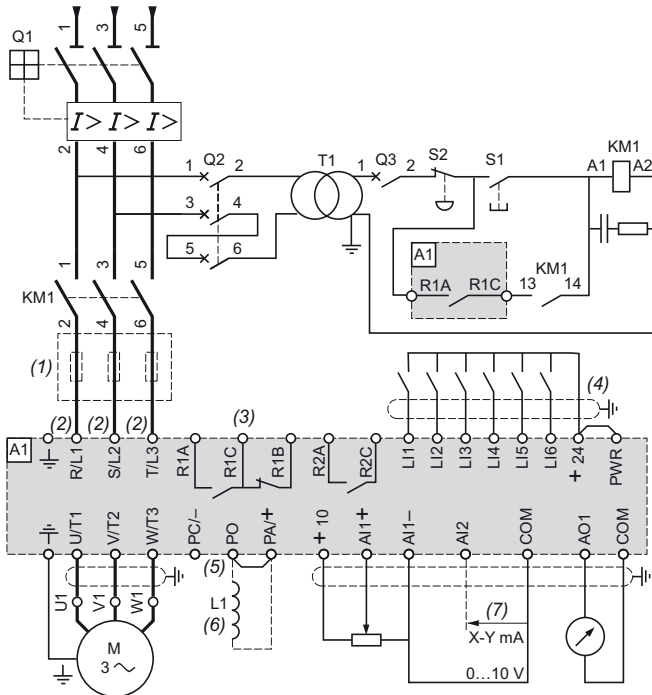 1 3 5
Q1
I> I> I>
2 4 6
1 Q2 2 T1 1 Q3 2 S2 S1 KM1
A1 A2
3 4
5 6
A1
R1A R1C 13 KM1 14
1 3 5
KM1
2 4 6
(1)
(2) (2) (2) (3) (4)
A1
R/L1 S/L2 T/L3 R1A R1C R1B R2A R2C LI1 LI2 LI3 LI4 LI5 LI6 +24 PWR
U/T1 V/T2 W/T3 PC/– PO PA/+ +10 AI1+ AI1– AI2 COM AO1 COM
(5)
U1 V1 W1 L1
(6)
(7)
X-Y mA
M
3 ~
0...10 V